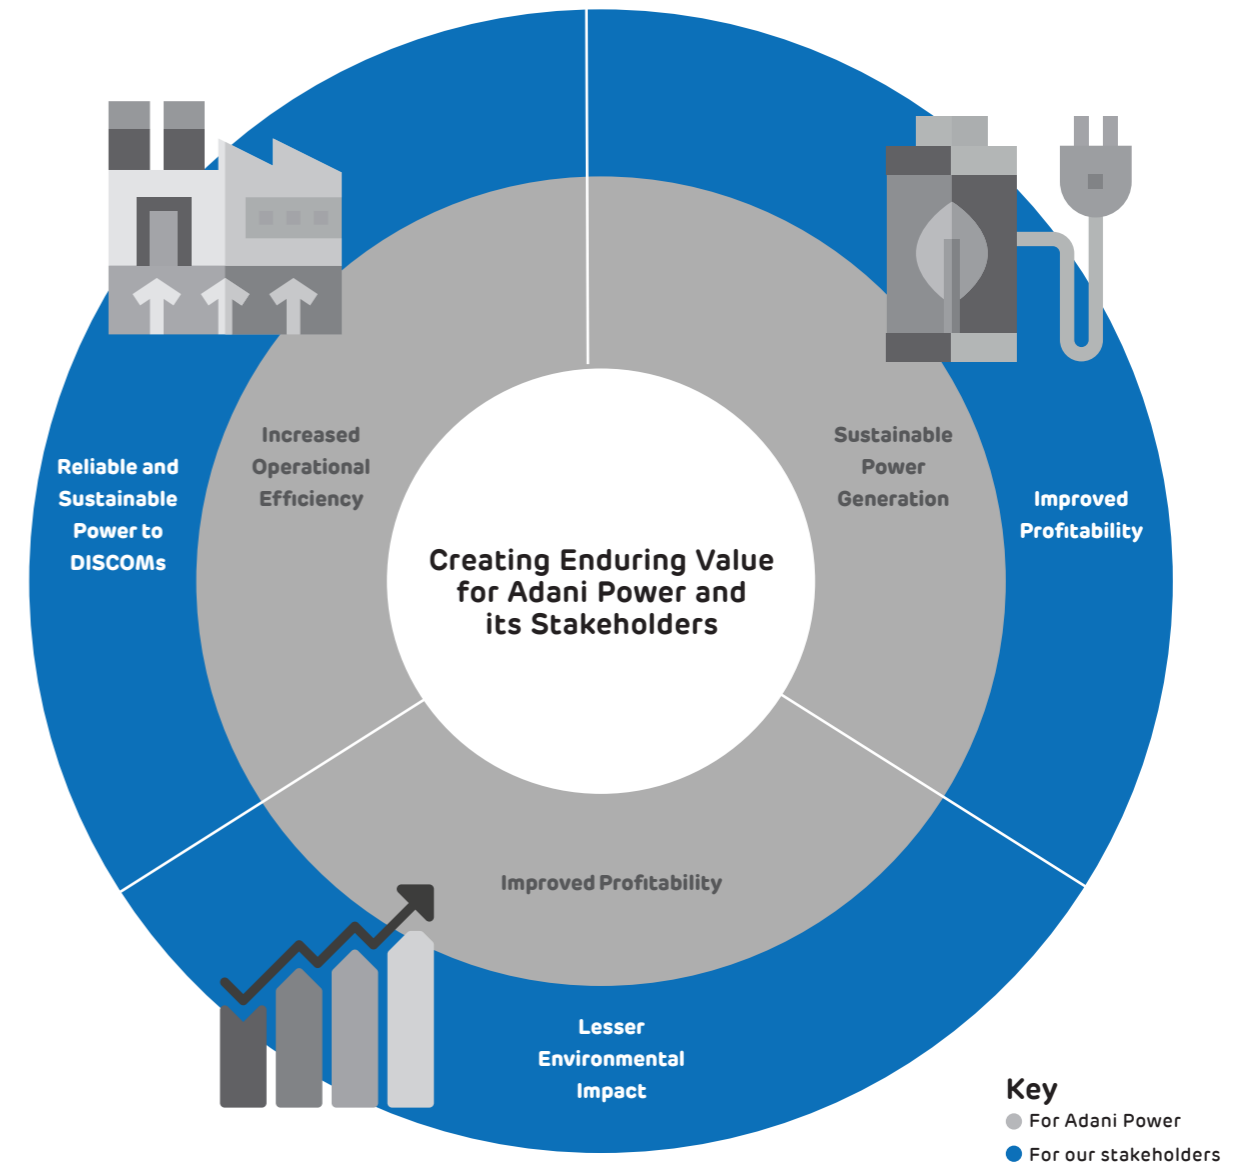 Increased
Operational
Efficiency
Reliable and
Sustainable
Power to
DISCOMs
Sustainable
Power
Generation
Improved
Profitability
Creating Enduring Value
for Adani Power and
its Stakeholders
Improved Profitability
Lesser
Environmental
Impact
Key
For Adani Power
For our stakeholders